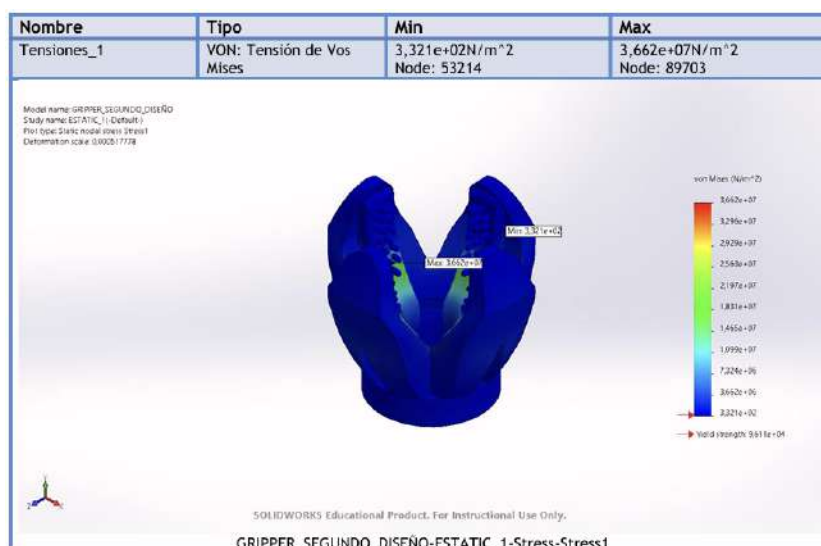 Nombre Tipo Min Max
Tensiones_1 VON: Tensión de Vos 3,321e+02N/m^2 3,662e+07N/m^2
Mises Node: 53214 Node: 89703
Model name: GRIPPER_SEGUNDO_DISEÑO
Study name: ESTATIC_1(-Default-)
Plot type: Static nodal stress Stress1
Deformation scale: 0,000517778
von Mises (N/m^2)
3,662e+07
3,296e+07
2,929e+07
2,563e+07
2,197e+07
1,831e+07
1,465e+07
1,099e+07
7,324e+06
3,662e+06
3,321e+02
Yield strength: 9,611e+04
Min: 3,321e+02
Max: 3,662e+07
SOLIDWORKS Educational Product. For Instructional Use Only.
GRIPPER_SEGUNDO_DISEÑO-ESTATIC_1-Stress-Stress1